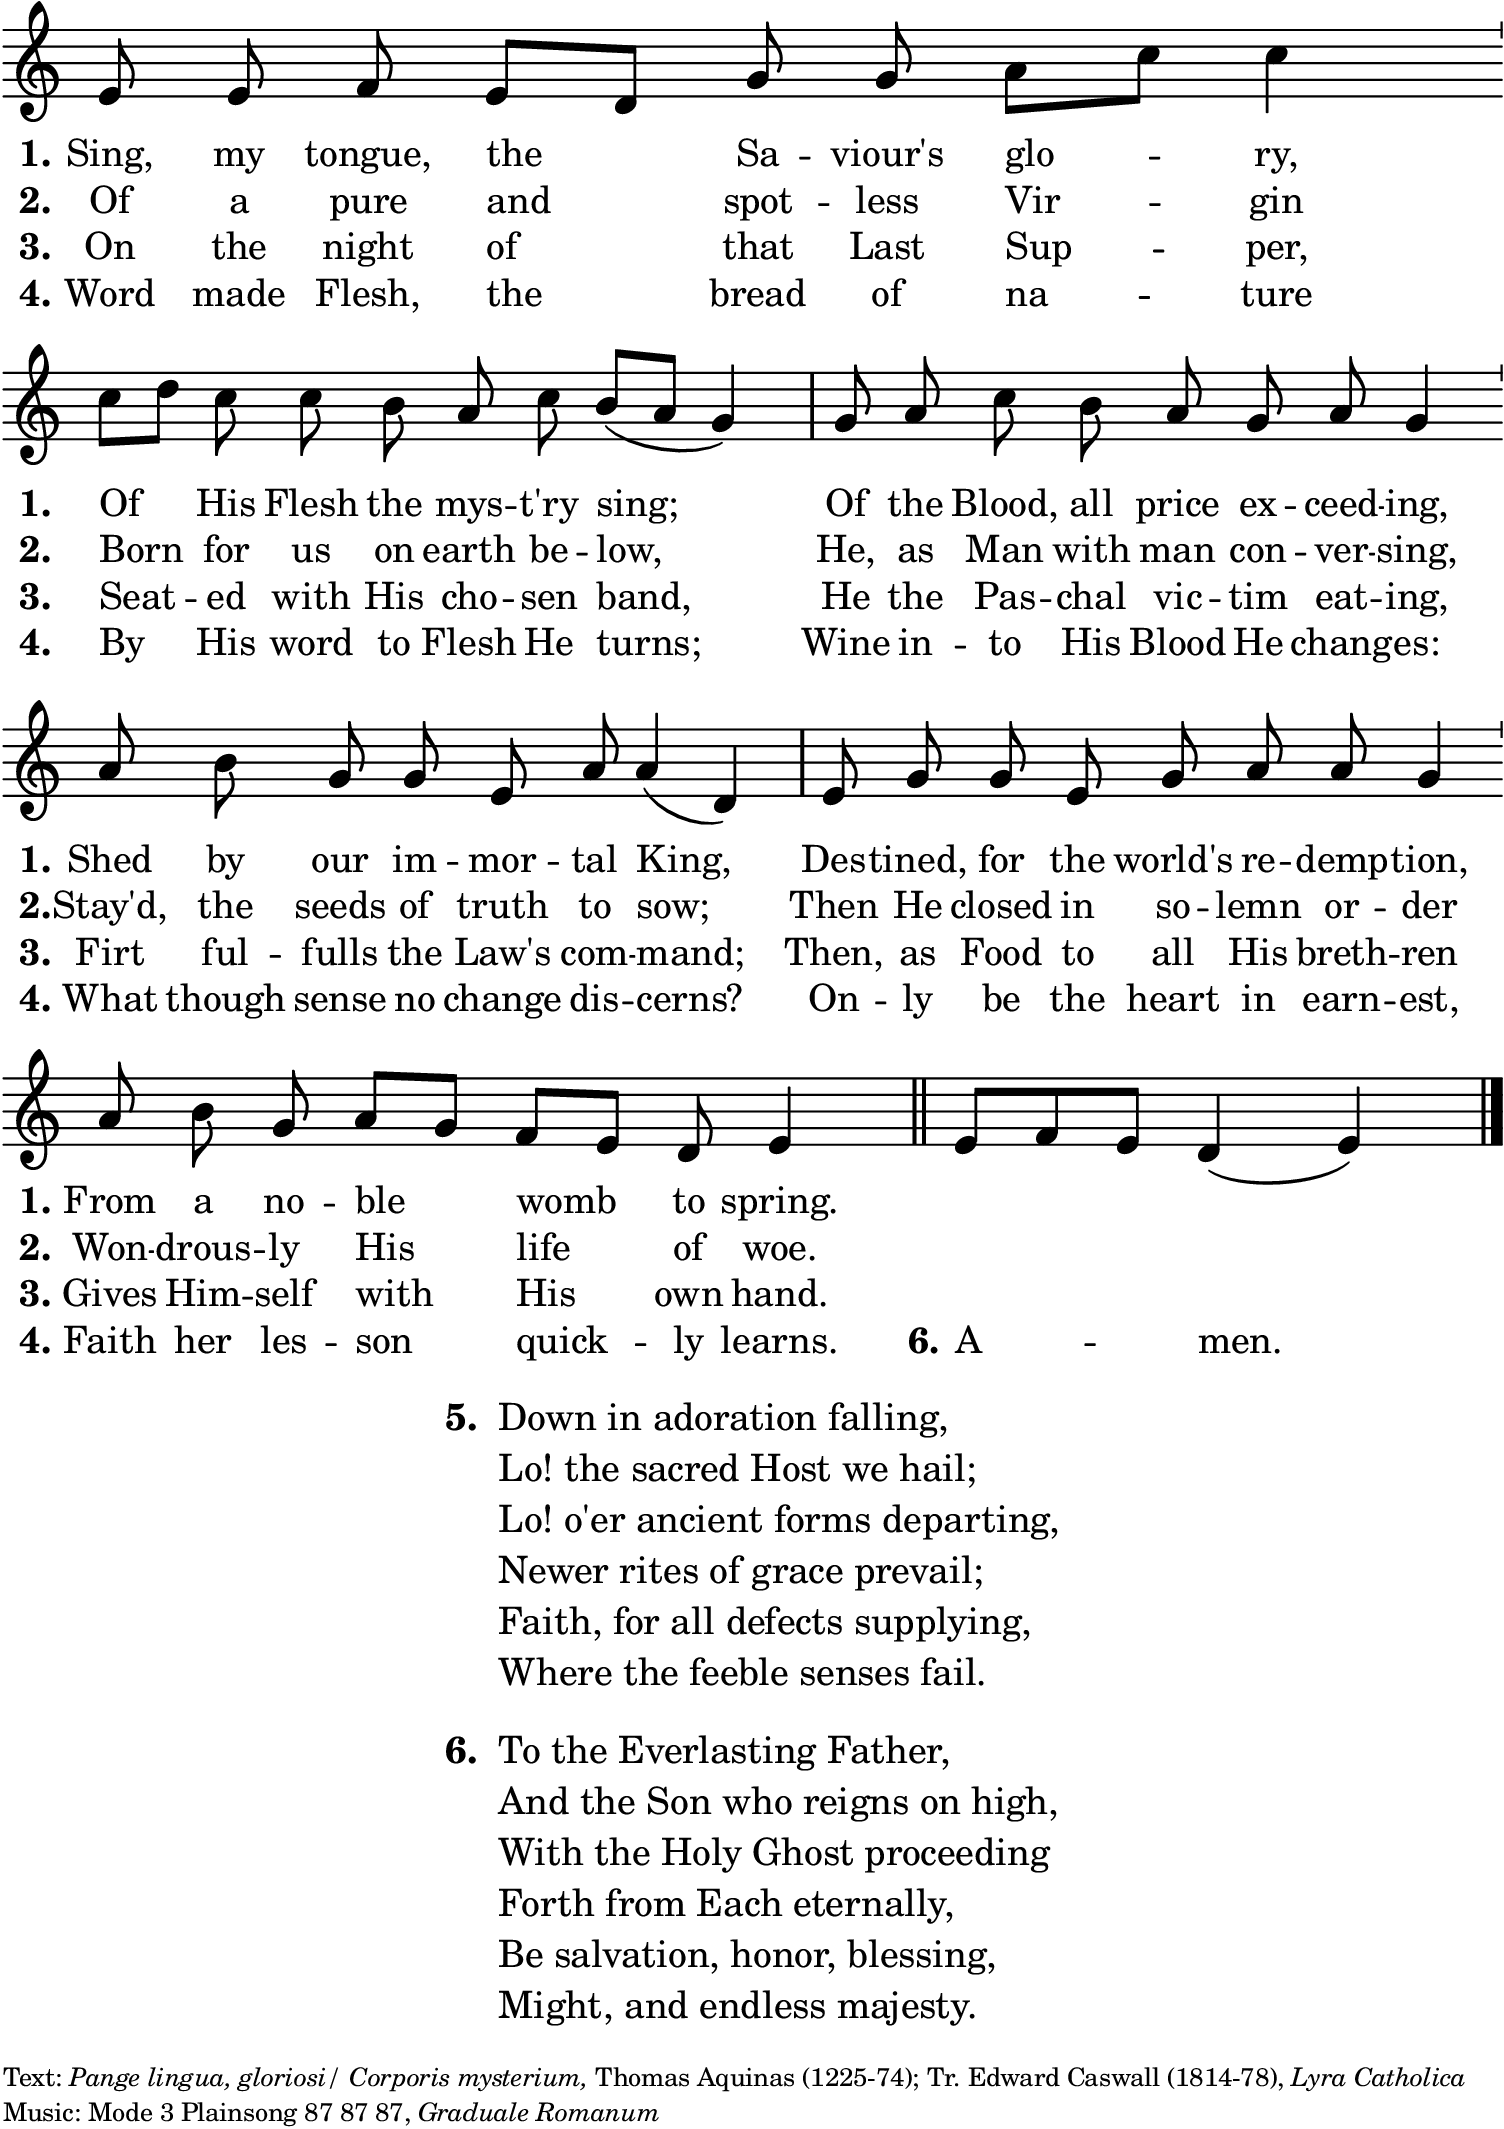 1. Sing, my tongue, the Sa -- viour's glo -- ry,
2. Of a pure and spot -- less Vir -- gin
3. On the night of that Last Sup -- per,
4. Word made Flesh, the bread of na -- ture
1. Of His Flesh the mys -- t'ry sing; Of the Blood, all price ex -- ceed -- ing,
2. Born for us on earth be -- low, He, as Man with man con -- ver -- sing,
3. Seat -- ed with His cho -- sen band, He the Pas -- chal vic -- tim eat -- ing,
4. By His word to Flesh He turns; Wine in -- to His Blood He changes:
1. Shed by our im -- mor -- tal King, Destined, for the world's re -- demption,
2. Stay'd, the seeds of truth to sow; Then He closed in so -- lemn or -- der
3. Firt ful -- fulls the Law's com -- mand; Then, as Food to all His breth -- ren
4. What though sense no change dis -- cerns? On -- ly be the heart in earn -- est,
1. From a no -- ble womb to spring.
2. Won -- drous -- ly His life of woe.
3. Gives Him -- self with His own hand.
4. Faith her les -- son quick -- ly learns. 6. A -- men.
5. Down in adoration falling,
Lo! the sacred Host we hail;
Lo! o'er ancient forms departing,
Newer rites of grace prevail;
Faith, for all defects supplying,
Where the feeble senses fail.
6. To the Everlasting Father,
And the Son who reigns on high,
With the Holy Ghost proceeding
Forth from Each eternally,
Be salvation, honor, blessing,
Might, and endless majesty.
Text: Pange lingua, gloriosi/ Corporis mysterium, Thomas Aquinas (1225-74); Tr. Edward Caswall (1814-78), Lyra Catholica
Music: Mode 3 Plainsong 87 87 87, Graduale Romanum